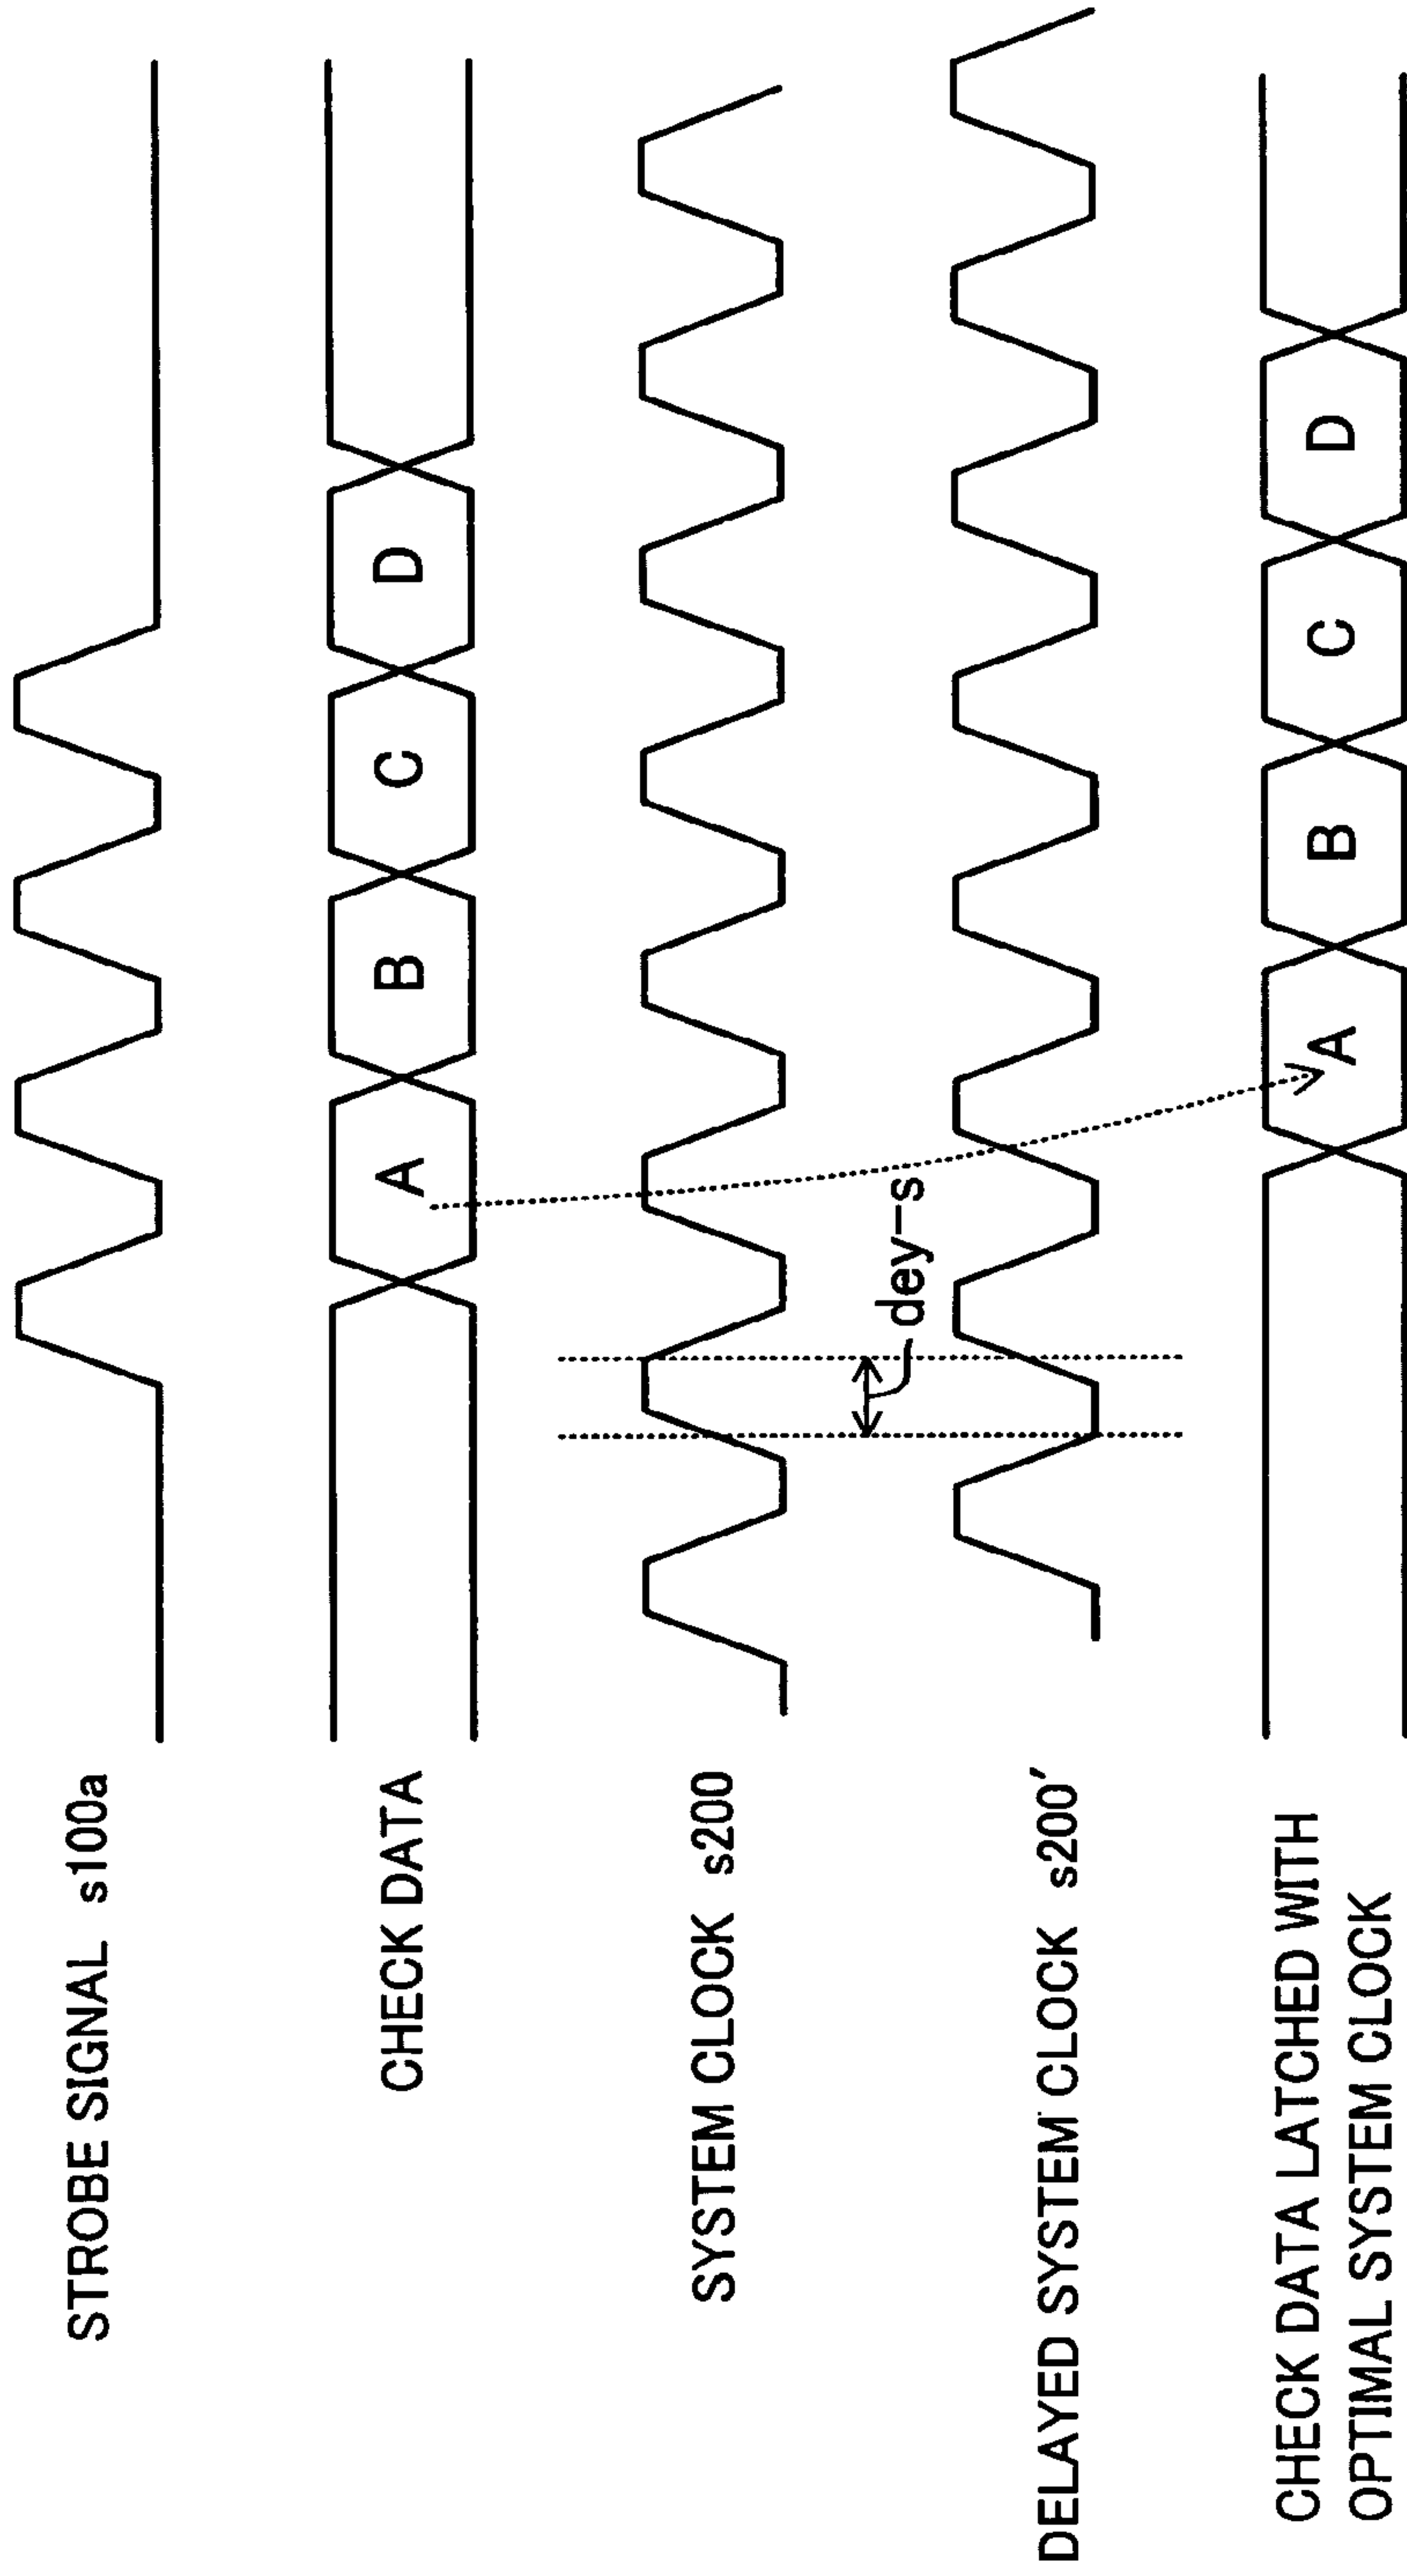 STROBE SIGNAL s100a
CHECK DATA
A B C D
SYSTEM CLOCK s200
dey-s
DELAYED SYSTEM CLOCK s200′
CHECK DATA LATCHED WITH
OPTIMAL SYSTEM CLOCK
A B C D